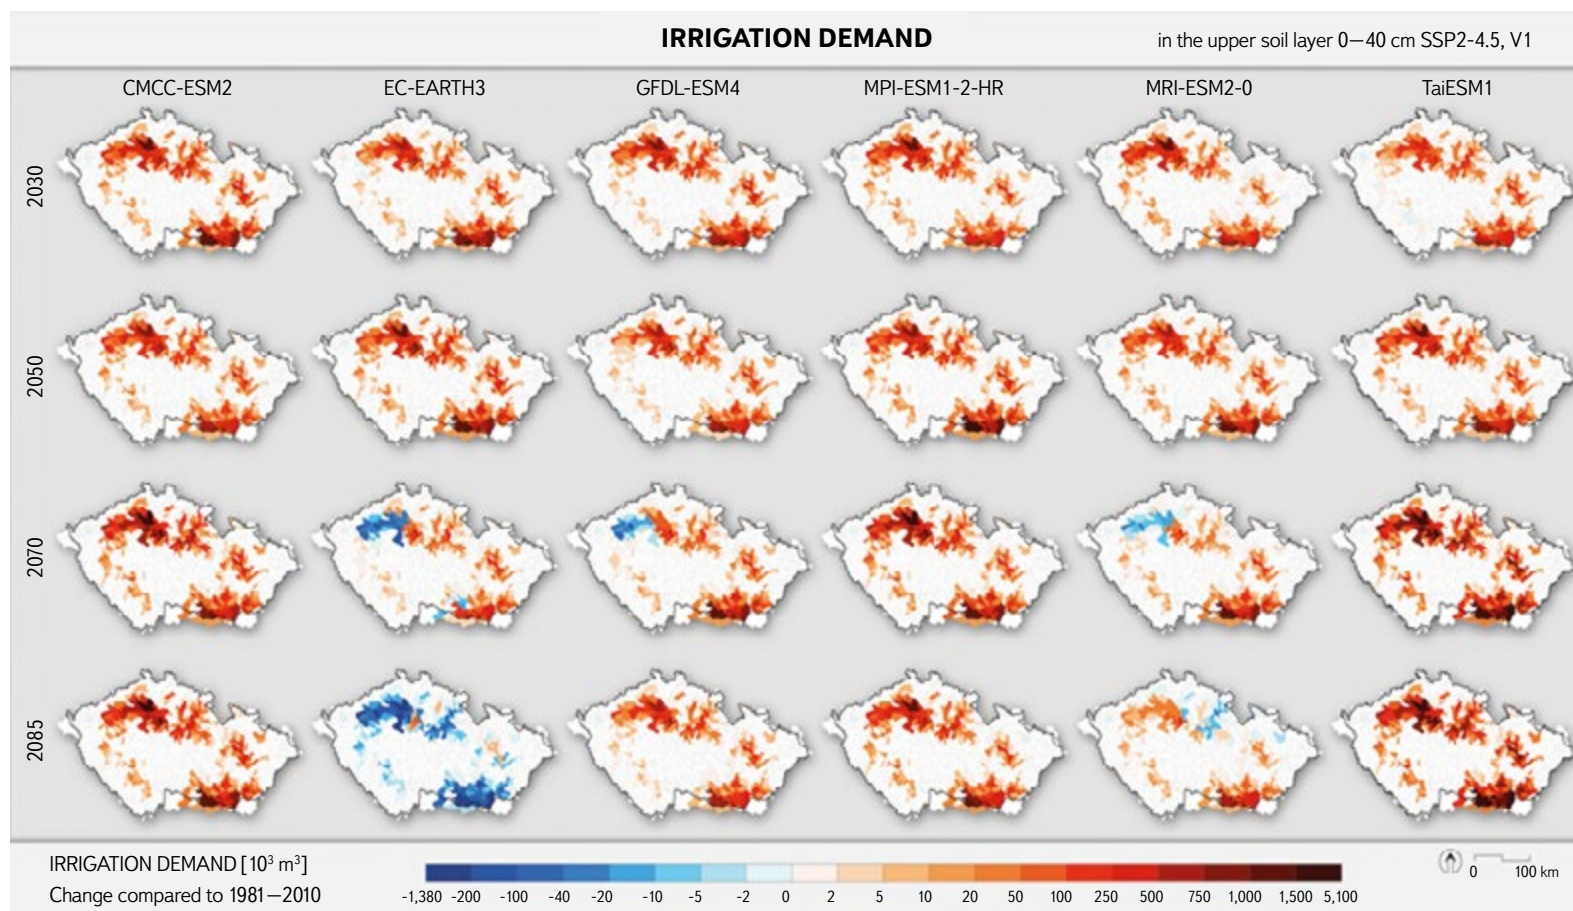 IRRIGATION DEMAND
in the upper soil layer 0—40 cm SSP2-4.5, V1
CMCC-ESM2 EC-EARTH3 GFDL-ESM4 MPI-ESM1-2-HR MRI-ESM2-0 TaiESM1
2030
2050
2070
2085
IRRIGATION DEMAND [10³ m³]
Change compared to 1981—2010
-1,380 -200 -100 -40 -20 -10 -5 -2 0 2 5 10 20 50 100 250 500 750 1,000 1,500 5,100
0 100 km